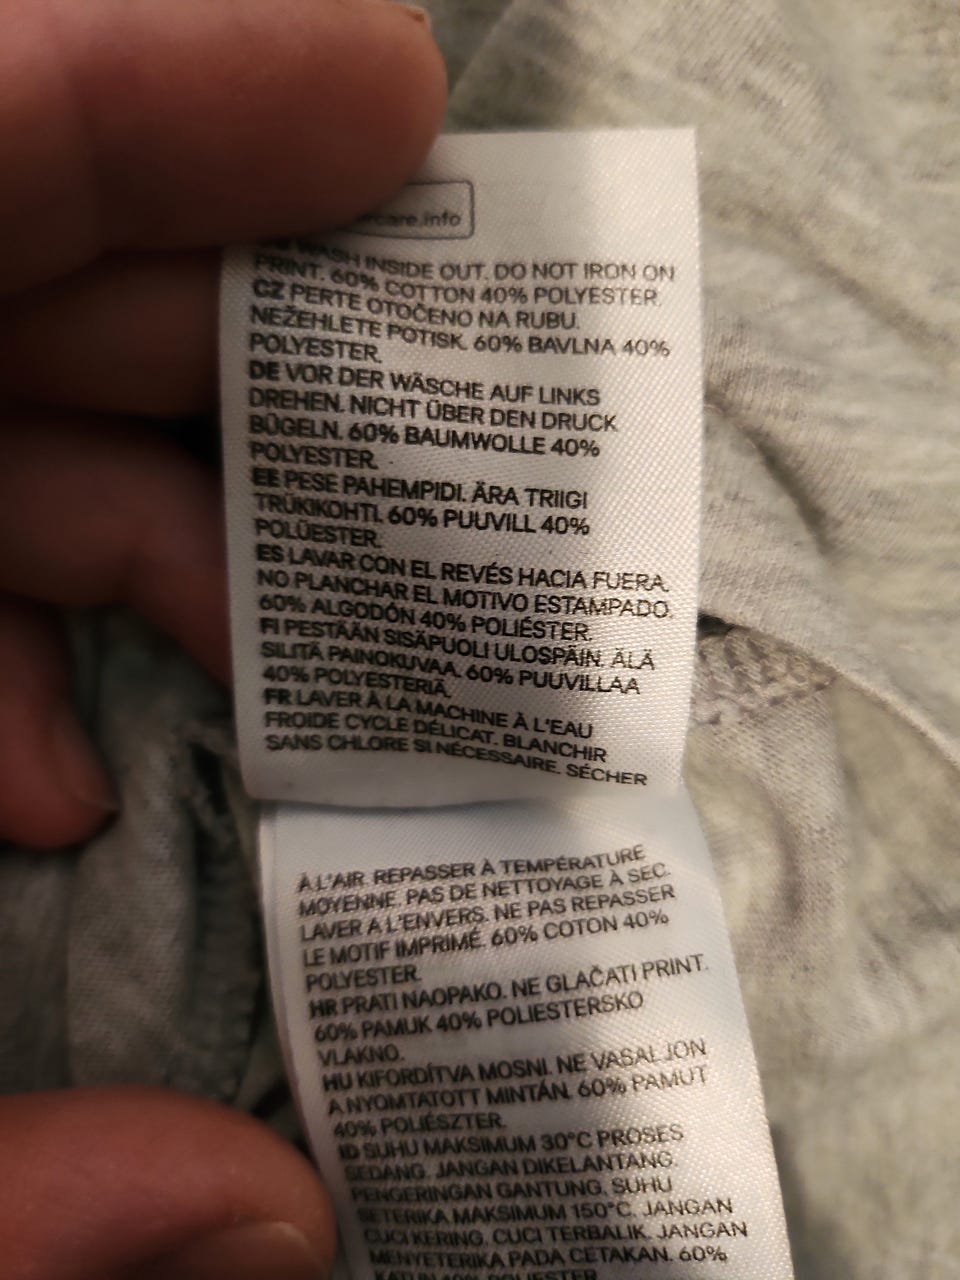 care.info
WASH INSIDE OUT. DO NOT IRON ON
PRINT. 60% COTTON 40% POLYESTER.
CZ PERTE OTOČENO NA RUBU.
NEŽEHLETE POTISK. 60% BAVLNA 40%
POLYESTER.
DE VOR DER WÄSCHE AUF LINKS
DREHEN. NICHT ÜBER DEN DRUCK
BÜGELN. 60% BAUMWOLLE 40%
POLYESTER.
EE PESE PAHEMPIDI. ÄRA TRIIGI
TRÜKIKOHTI. 60% PUUVILL 40%
POLÜESTER.
ES LAVAR CON EL REVÉS HACIA FUERA.
NO PLANCHAR EL MOTIVO ESTAMPADO.
60% ALGODÓN 40% POLIÉSTER.
FI PESTÄÄN SISÄPUOLI ULOSPÄIN. ÄLÄ
SILITÄ PAINOKUVAA. 60% PUUVILLAA
40% POLYESTERIÄ.
FR LAVER À LA MACHINE À L'EAU
FROIDE CYCLE DÉLICAT. BLANCHIR
SANS CHLORE SI NÉCESSAIRE. SÉCHER
À L'AIR. REPASSER À TEMPÉRATURE
MOYENNE. PAS DE NETTOYAGE À SEC.
LAVER A L'ENVERS. NE PAS REPASSER
LE MOTIF IMPRIMÉ. 60% COTON 40%
POLYESTER.
HR PRATI NAOPAKO. NE GLAČATI PRINT.
60% PAMUK 40% POLIESTERSKO
VLAKNO.
HU KIFORDÍTVA MOSNI. NE VASALJON
A NYOMTATOTT MINTÁN. 60% PAMUT
40% POLIÉSZTER.
ID SUHU MAKSIMUM 30°C PROSES
SEDANG. JANGAN DIKELANTANG.
PENGERINGAN GANTUNG. SUHU
SETERIKA MAKSIMUM 150°C. JANGAN
CUCI KERING. CUCI TERBALIK. JANGAN
MENYETERIKA PADA CETAKAN. 60%
KATUN 40% POLIESTER